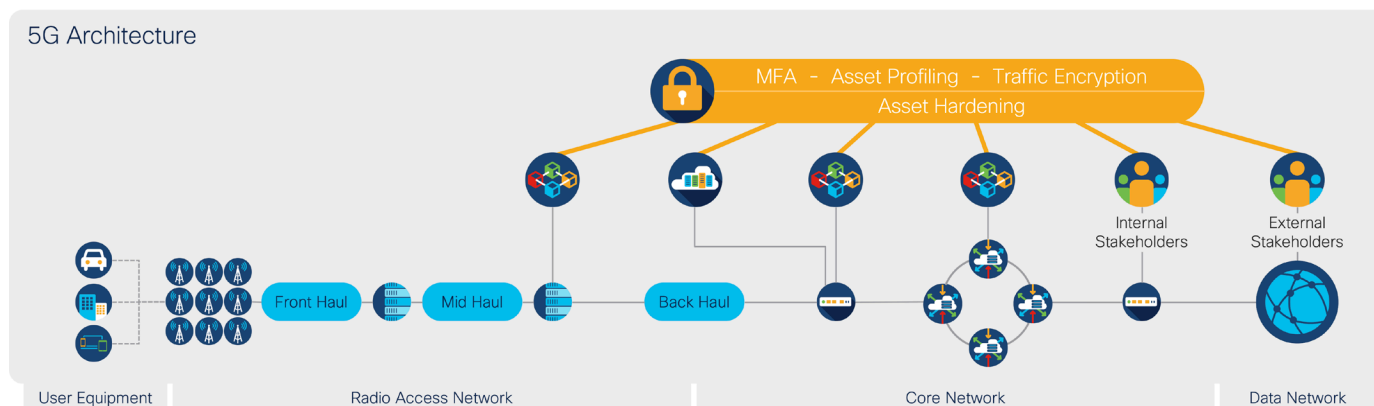 5G Architecture
MFA - Asset Profiling - Traffic Encryption
Asset Hardening
Internal
Stakeholders
External
Stakeholders
Front Haul
Mid Haul
Back Haul
User Equipment
Radio Access Network
Core Network
Data Network